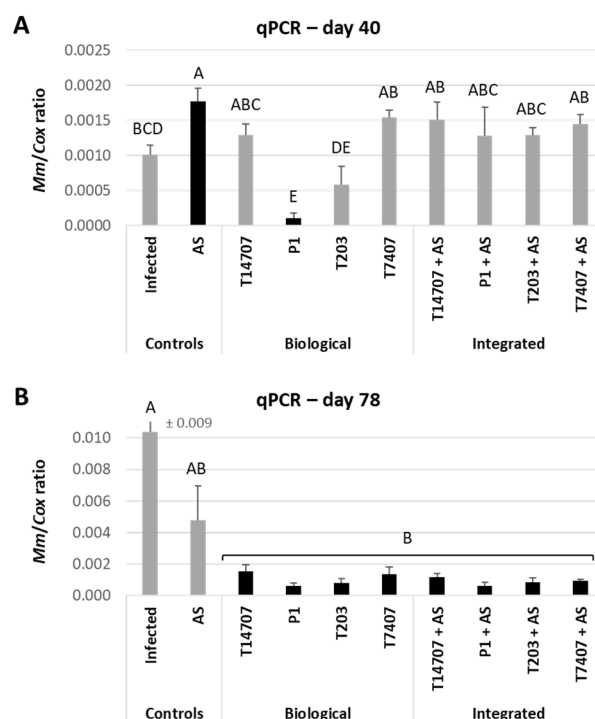 A
qPCR – day 40
Mm/Cox ratio
0.0025
0.0020
0.0015
0.0010
0.0005
0.0000
BCD
A
ABC
E
DE
AB
AB
ABC
ABC
AB
Infected
AS
T14707
P1
T203
T7407
T14707 + AS
P1 + AS
T203 + AS
T7407 + AS
Controls
Biological
Integrated
B
qPCR – day 78
Mm/Cox ratio
0.010
0.008
0.006
0.004
0.002
0.000
A
± 0.009
AB
B
Infected
AS
T14707
P1
T203
T7407
T14707 + AS
P1 + AS
T203 + AS
T7407 + AS
Controls
Biological
Integrated